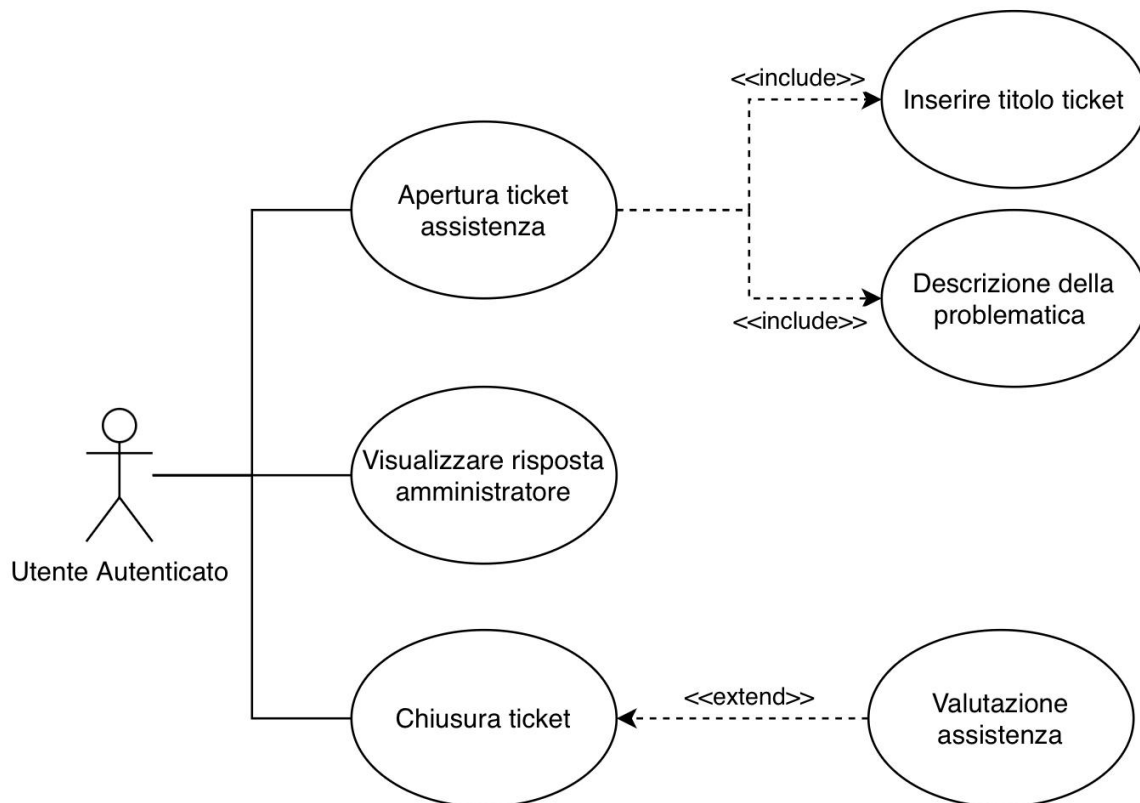 <<include>>
Inserire titolo ticket
Apertura ticket
assistenza
Descrizione della
problematica
<<include>>
Visualizzare risposta
amministratore
Utente Autenticato
Chiusura ticket
<<extend>>
Valutazione
assistenza